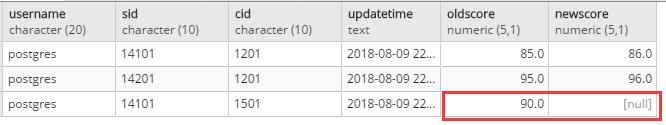 username sid cid updatetime oldscore newscore
character (20) character (10) character (10) text numeric (5,1) numeric (5,1)
postgres 14101 1201 2018-08-09 22... 85.0 86.0
postgres 14201 1201 2018-08-09 22... 95.0 96.0
postgres 14101 1501 2018-08-09 22... 90.0 [null]